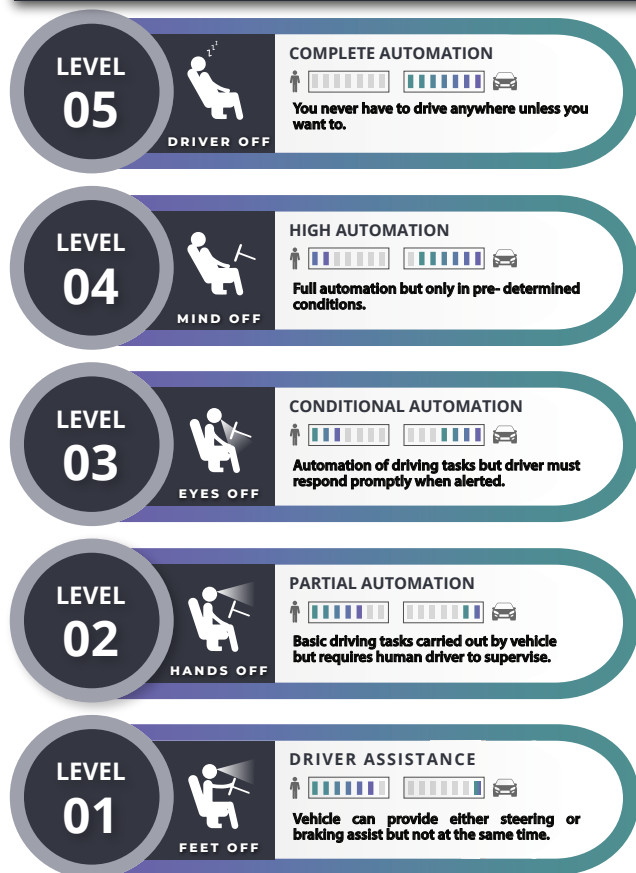 LEVEL
05
zzz
DRIVER OFF
COMPLETE AUTOMATION
You never have to drive anywhere unless you
want to.
LEVEL
04
MIND OFF
HIGH AUTOMATION
Full automation but only in pre- determined
conditions.
LEVEL
03
EYES OFF
CONDITIONAL AUTOMATION
Automation of driving tasks but driver must
respond promptly when alerted.
LEVEL
02
HANDS OFF
PARTIAL AUTOMATION
Basic driving tasks carried out by vehicle
but requires human driver to supervise.
LEVEL
01
FEET OFF
DRIVER ASSISTANCE
Vehicle can provide either steering or
braking assist but not at the same time.